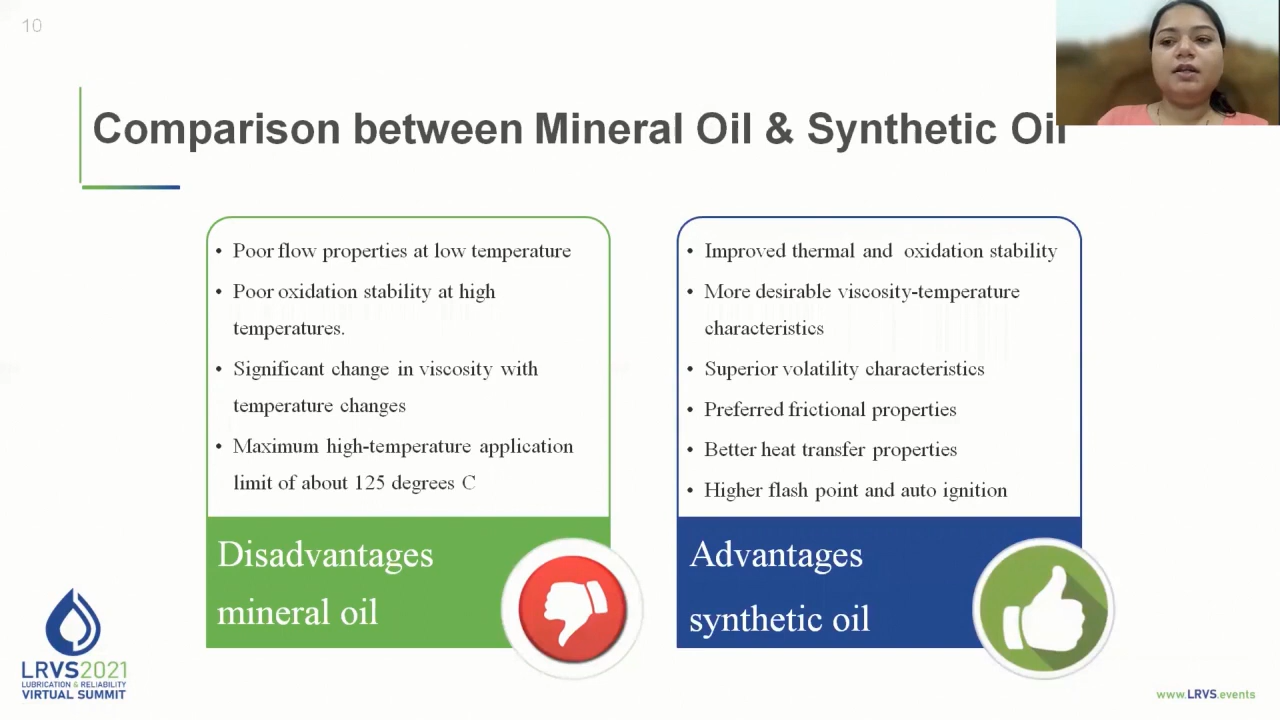 10
Comparison between Mineral Oil & Synthetic Oil
• Poor flow properties at low temperature
• Poor oxidation stability at high
temperatures.
• Significant change in viscosity with
temperature changes
• Maximum high-temperature application
limit of about 125 degrees C
Disadvantages
mineral oil
• Improved thermal and oxidation stability
• More desirable viscosity-temperature
characteristics
• Superior volatility characteristics
• Preferred frictional properties
• Better heat transfer properties
• Higher flash point and auto ignition
Advantages
synthetic oil
LRVS2021
LUBRICATION & RELIABILITY
VIRTUAL SUMMIT
www.LRVS.events